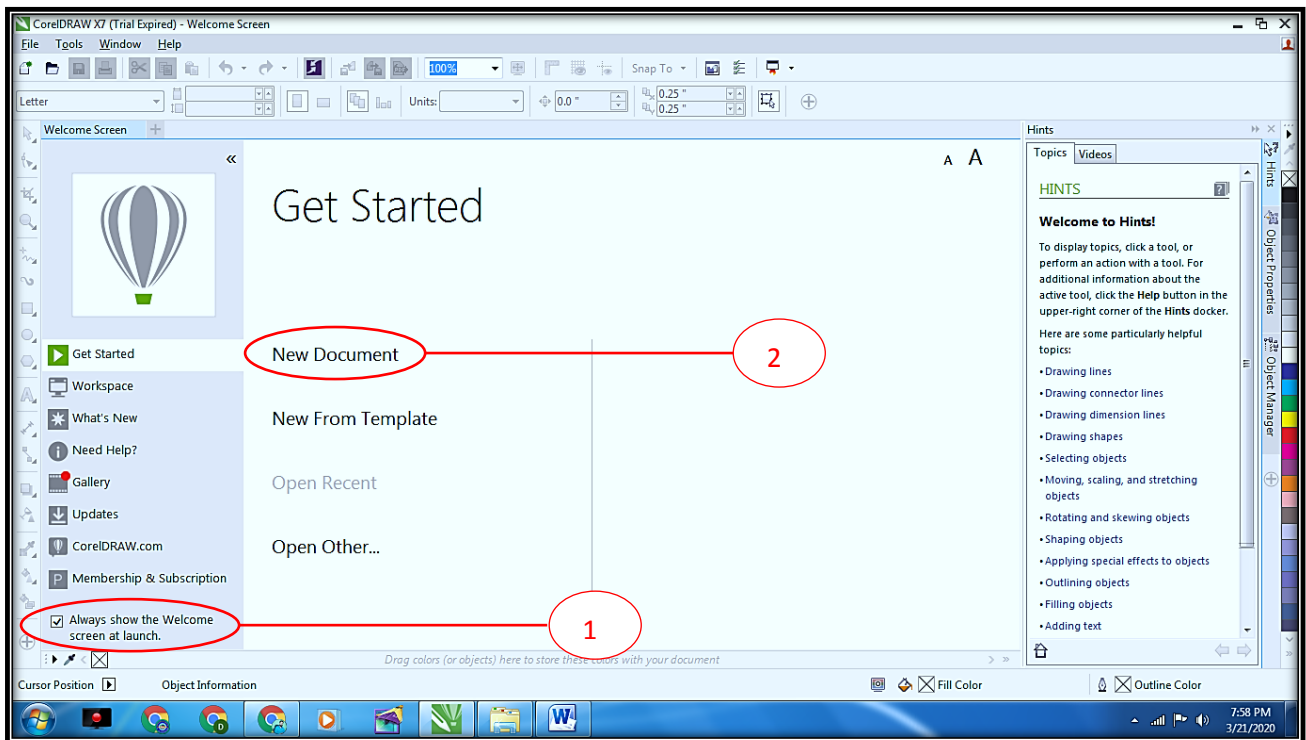 CorelDRAW X7 (Trial Expired) - Welcome Screen
File Tools Window Help
100% Snap To
Letter Units: 0.0 " 0.25 "
0.25 "
Welcome Screen
«
A A
Get Started
Get Started
Workspace
What's New
Need Help?
Gallery
Updates
CorelDRAW.com
Membership & Subscription
Always show the Welcome
screen at launch.
New Document
New From Template
Open Recent
Open Other...
2
1
Hints
Topics Videos
HINTS
Welcome to Hints!
To display topics, click a tool, or
perform an action with a tool. For
additional information about the
active tool, click the Help button in the
upper-right corner of the Hints docker.
Here are some particularly helpful
topics:
• Drawing lines
• Drawing connector lines
• Drawing dimension lines
• Drawing shapes
• Selecting objects
• Moving, scaling, and stretching
objects
• Rotating and skewing objects
• Shaping objects
• Applying special effects to objects
• Outlining objects
• Filling objects
• Adding text
Hints
Object Properties
Object Manager
Drag colors (or objects) here to store these colors with your document
Cursor Position Object Information Fill Color Outline Color
7:58 PM
3/21/2020